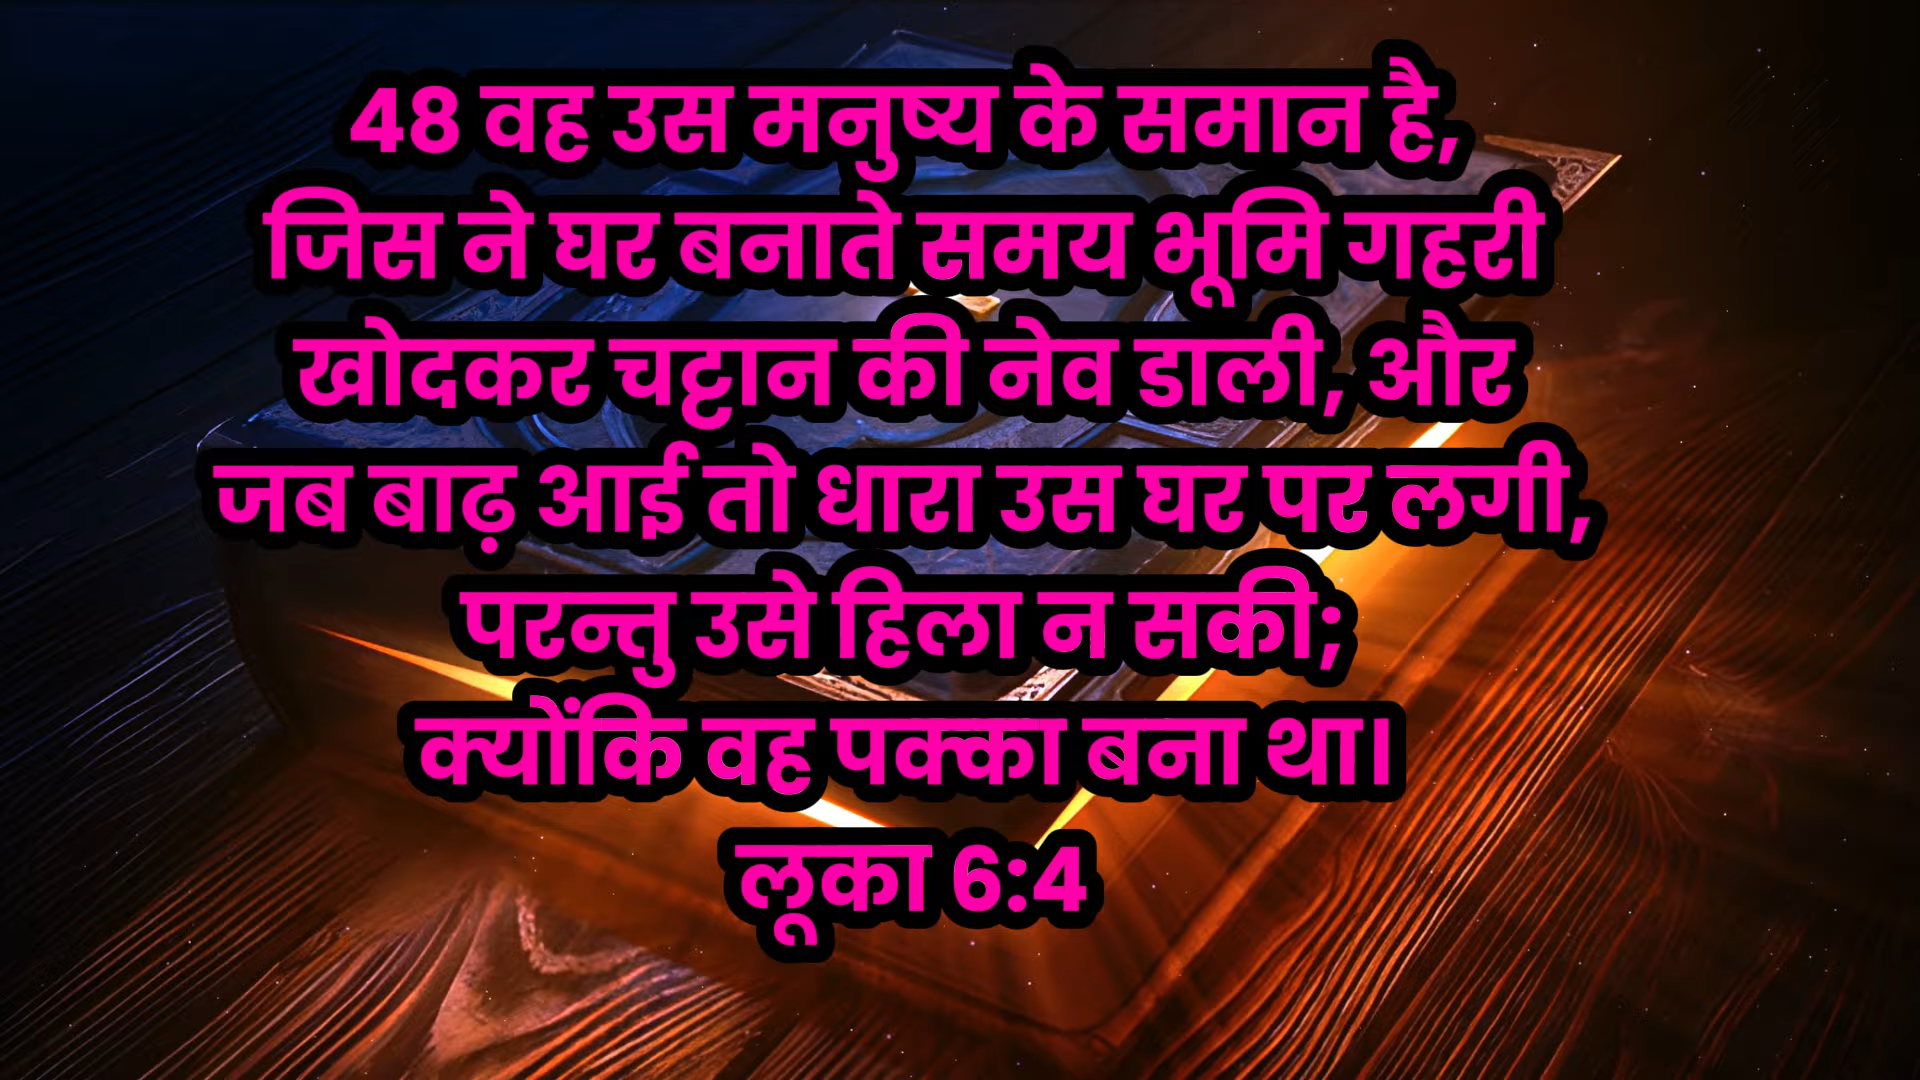 48 वह उस मनुष्य के समान है,
जिस ने घर बनाते समय भूमि गहरी
खोदकर चट्टान की नेव डाली, और
जब बाढ़ आई तो धारा उस घर पर लगी,
परन्तु उसे हिला न सकी;
क्योंकि वह पक्का बना था।
लूका 6:4